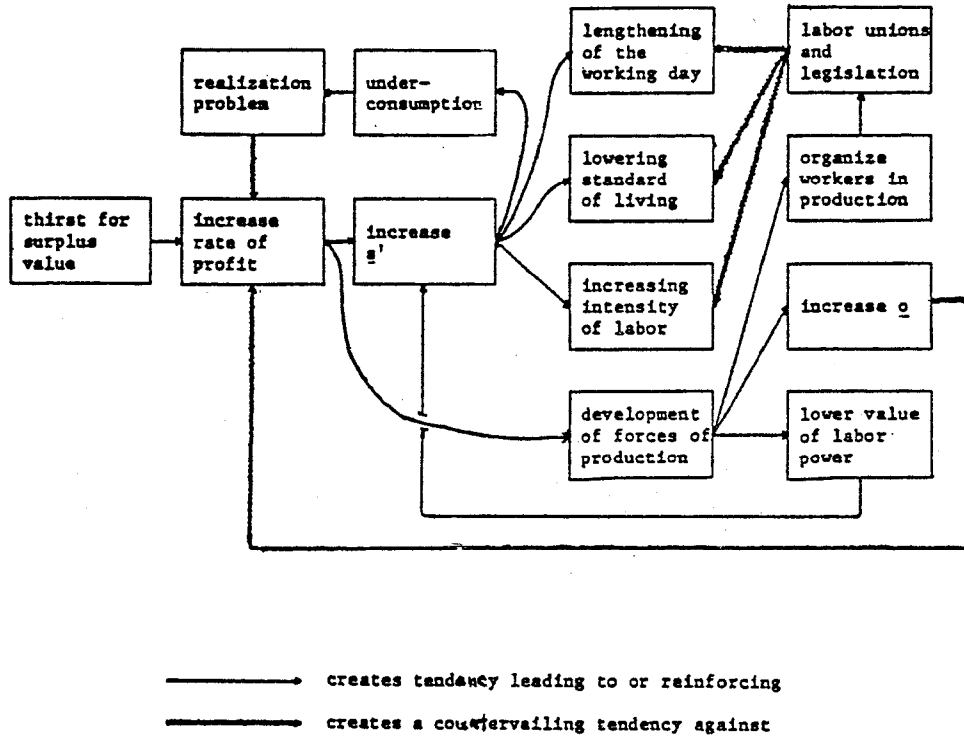 lengthening
of the
working day
labor unions
and
legislation
realization
problem
under-
consumption
lowering
standard
of living
organize
workers in
production
thirst for
surplus
value
increase
rate of
profit
increase
s'
increasing
intensity
of labor
increase o
development
of forces of
production
lower value
of labor
power
creates tendency leading to or reinforcing
creates a countervailing tendency against